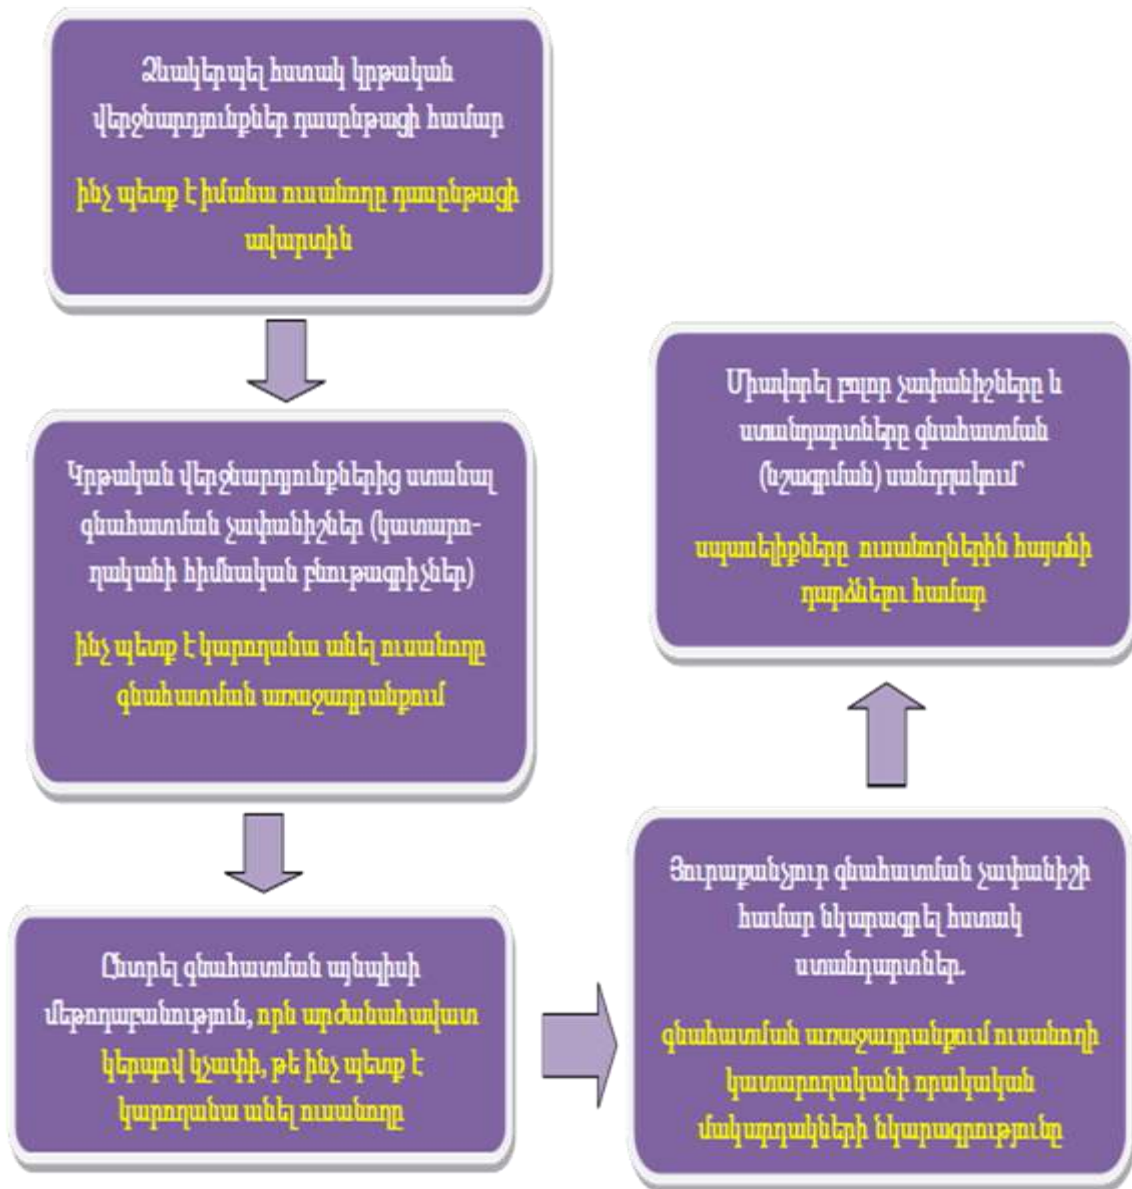 Ձևակերպել հստակ կրթական
վերջնարդյունքներ դասընթացի համար
ինչ պետք է իմանա ուսանողը դասընթացի
ավարտին
Կրթական վերջնարդյունքներից ստանալ
գնահատման չափանիշներ (կատարո-
ղականի հիմնական բնութագրիչներ)
ինչ պետք է կարողանա անել ուսանողը
գնահատման առաջադրանքում
Ընտրել գնահատման այնպիսի
մեթոդաբանություն, որն արժանահավատ
կերպով կչափի, թե ինչ պետք է
կարողանա անել ուսանողը
Յուրաքանչյուր գնահատման չափանիշի
համար նկարագրել հստակ
ստանդարտներ.
գնահատման առաջադրանքում ուսանողի
կատարողականի որակական
մակարդակների նկարագրությունը
Միավորել բոլոր չափանիշները և
ստանդարտները գնահատման
(նշագրման) սանդղակում՝
սպասելիքները ուսանողներին հայտնի
դարձնելու համար